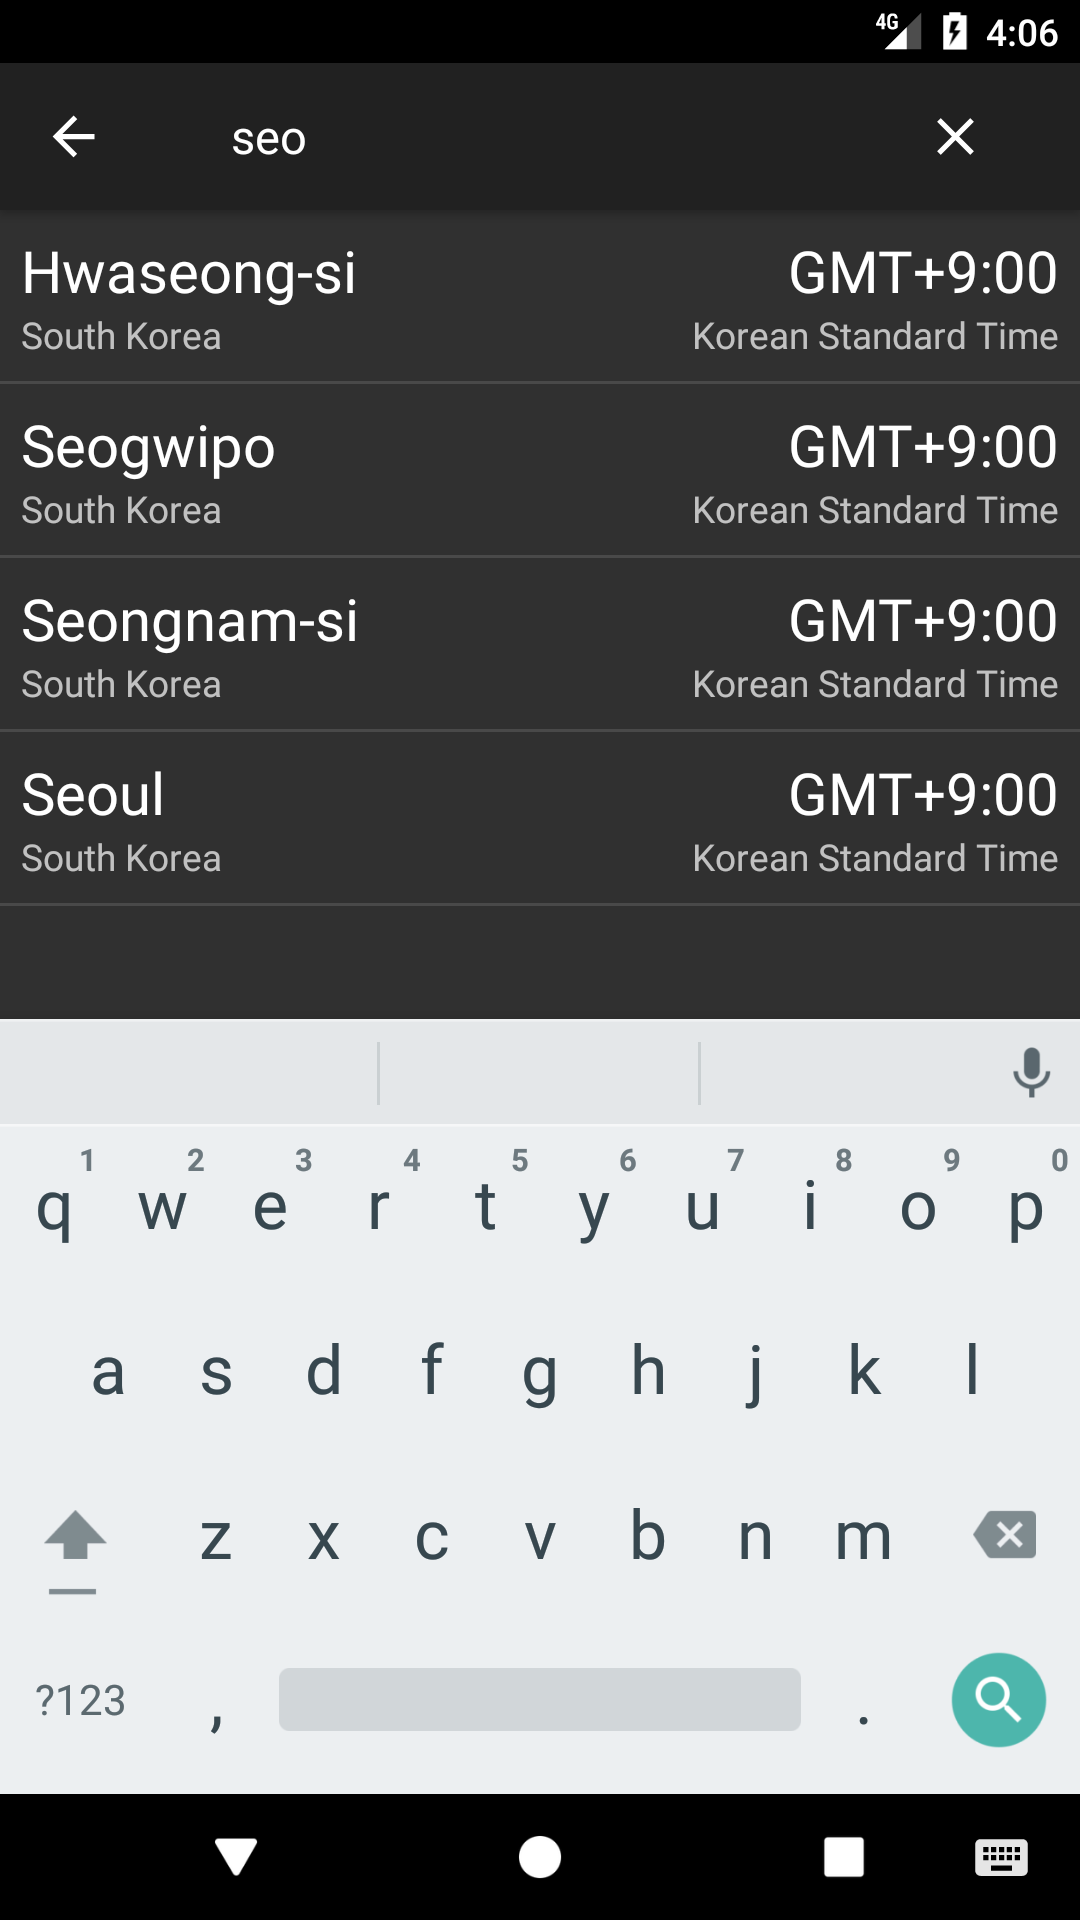 4G 4:06
seo
Hwaseong-si GMT+9:00
South Korea Korean Standard Time
Seogwipo GMT+9:00
South Korea Korean Standard Time
Seongnam-si GMT+9:00
South Korea Korean Standard Time
Seoul GMT+9:00
South Korea Korean Standard Time
1 2 3 4 5 6 7 8 9 0
q w e r t y u i o p
a s d f g h j k l
z x c v b n m
?123 , .